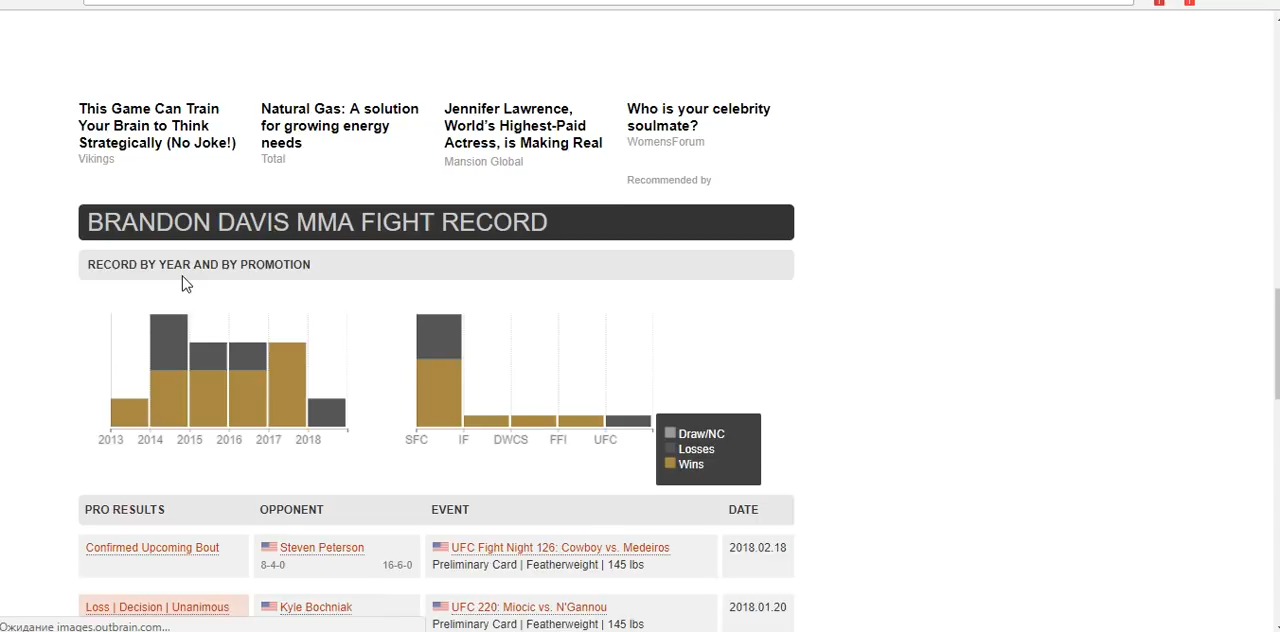 This Game Can Train
Your Brain to Think
Strategically (No Joke!)
Vikings
Natural Gas: A solution
for growing energy
needs
Total
Jennifer Lawrence,
World's Highest-Paid
Actress, is Making Real
Mansion Global
Who is your celebrity
soulmate?
WomensForum
Recommended by
BRANDON DAVIS MMA FIGHT RECORD
RECORD BY YEAR AND BY PROMOTION
2013 2014 2015 2016 2017 2018
SFC IF DWCS FFI UFC
Draw/NC
Losses
Wins
PRO RESULTS OPPONENT EVENT DATE
Confirmed Upcoming Bout Steven Peterson UFC Fight Night 126: Cowboy vs. Medeiros 2018.02.18
8-4-0 16-6-0 Preliminary Card | Featherweight | 145 lbs
Loss | Decision | Unanimous Kyle Bochniak UFC 220: Miocic vs. N'Gannou 2018.01.20
Preliminary Card | Featherweight | 145 lbs
Ожидание images.outbrain.com...